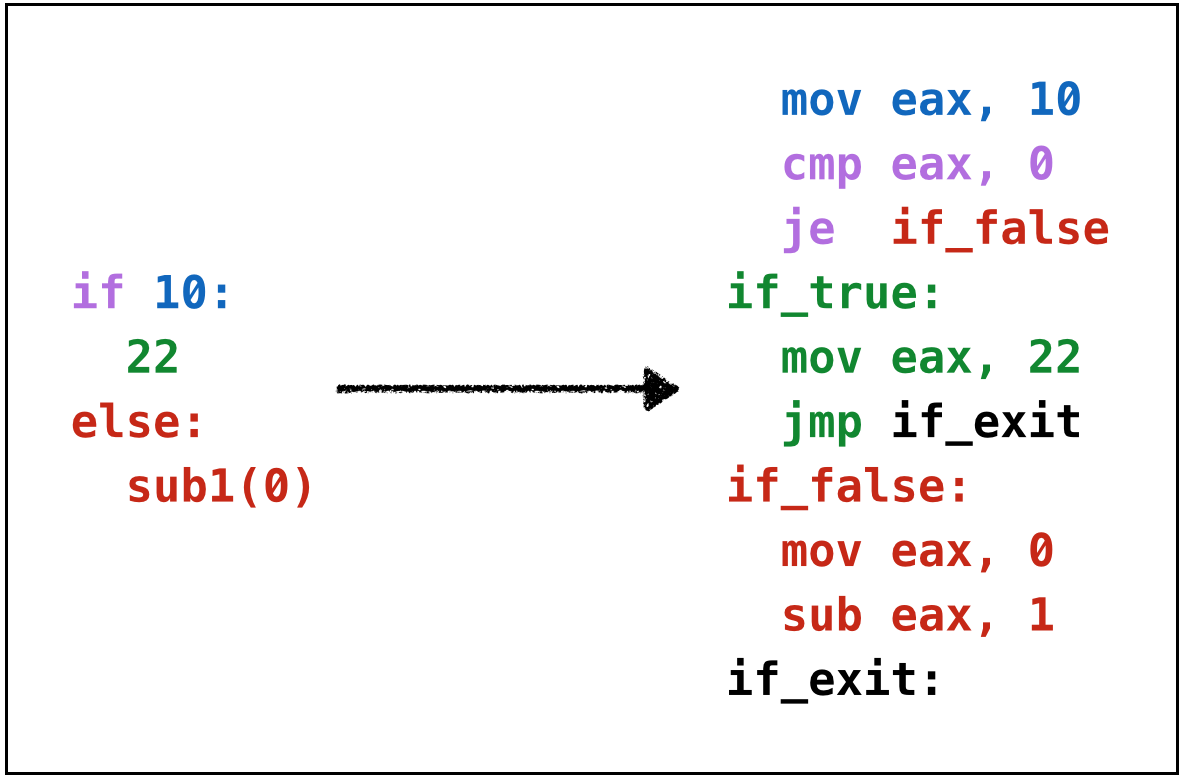 if 10:
  22
else:
  sub1(0)
  mov eax, 10
  cmp eax, 0
  je  if_false
if_true:
  mov eax, 22
  jmp if_exit
if_false:
  mov eax, 0
  sub eax, 1
if_exit: